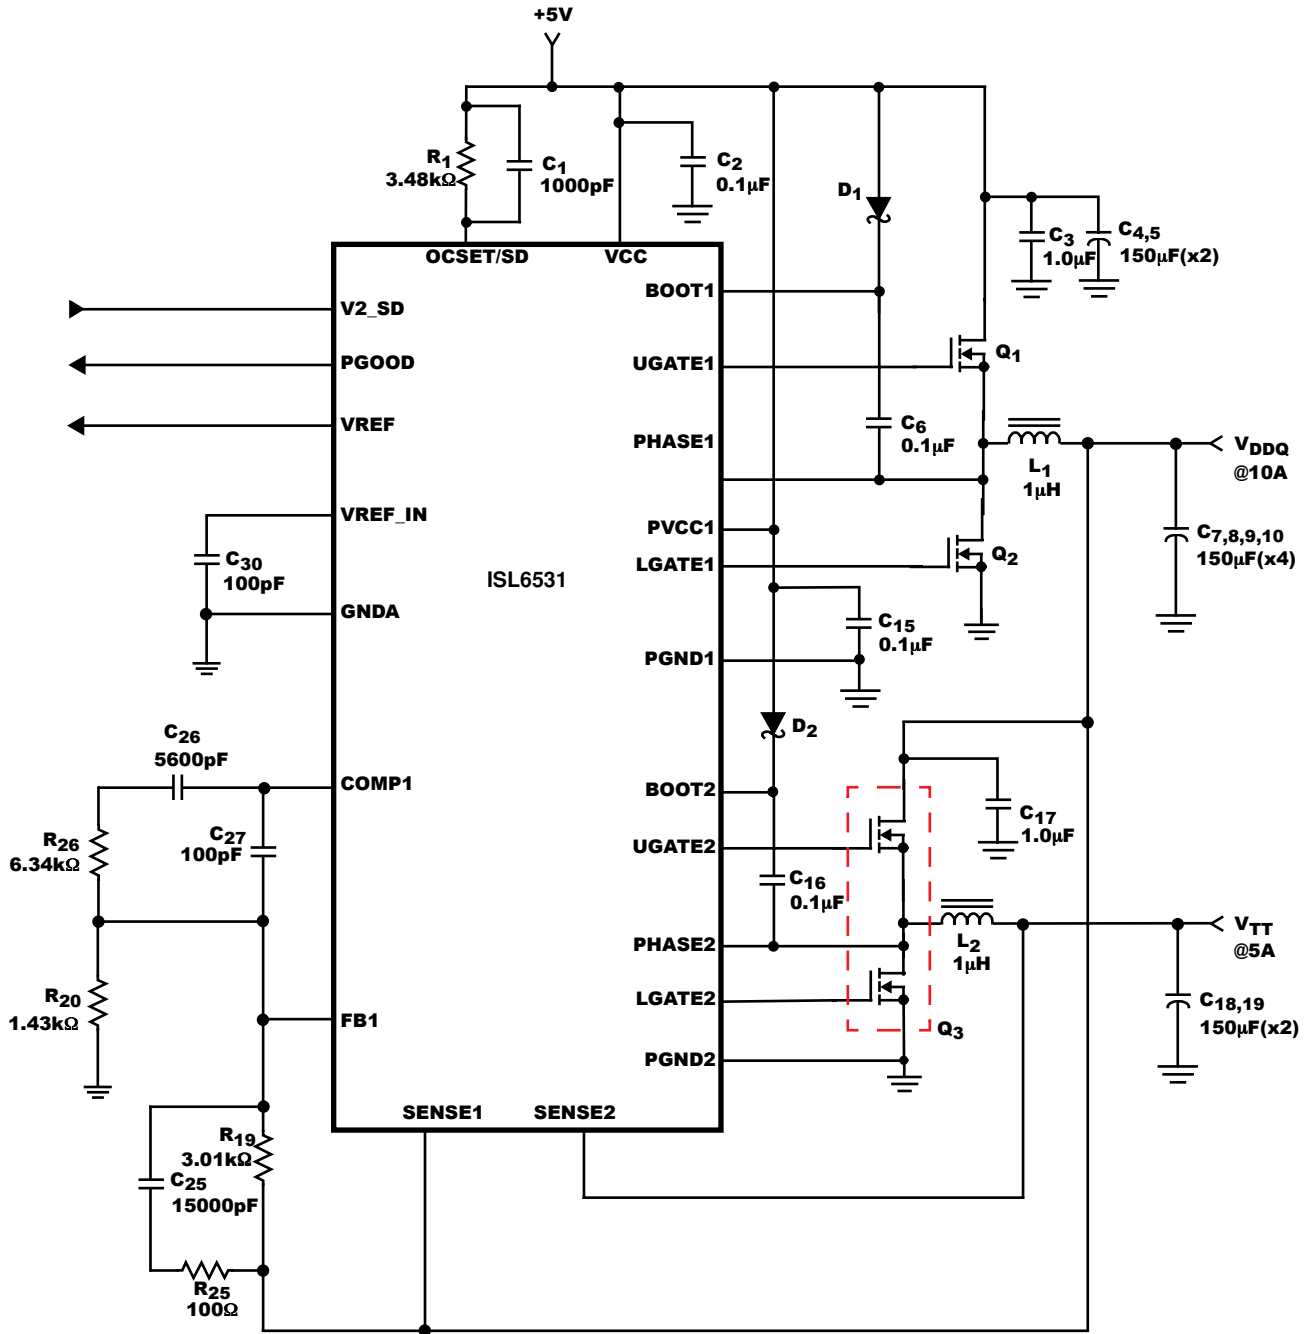 +5V
R1
3.48kΩ
C1
1000pF
C2
0.1µF
D1
C3
1.0µF
C4,5
150µF(x2)
OCSET/SD
VCC
BOOT1
V2_SD
PGOOD
UGATE1
Q1
VREF
C6
0.1µF
PHASE1
L1
1µH
VDDQ
@10A
VREF_IN
PVCC1
C7,8,9,10
150µF(x4)
C30
100pF
ISL6531
LGATE1
Q2
GNDA
C15
0.1µF
PGND1
C26
5600pF
D2
COMP1
BOOT2
C17
1.0µF
R26
6.34kΩ
C27
100pF
UGATE2
C16
0.1µF
PHASE2
L2
1µH
VTT
@5A
R20
1.43kΩ
FB1
LGATE2
Q3
C18,19
150µF(x2)
PGND2
SENSE1
SENSE2
R19
3.01kΩ
C25
15000pF
R25
100Ω